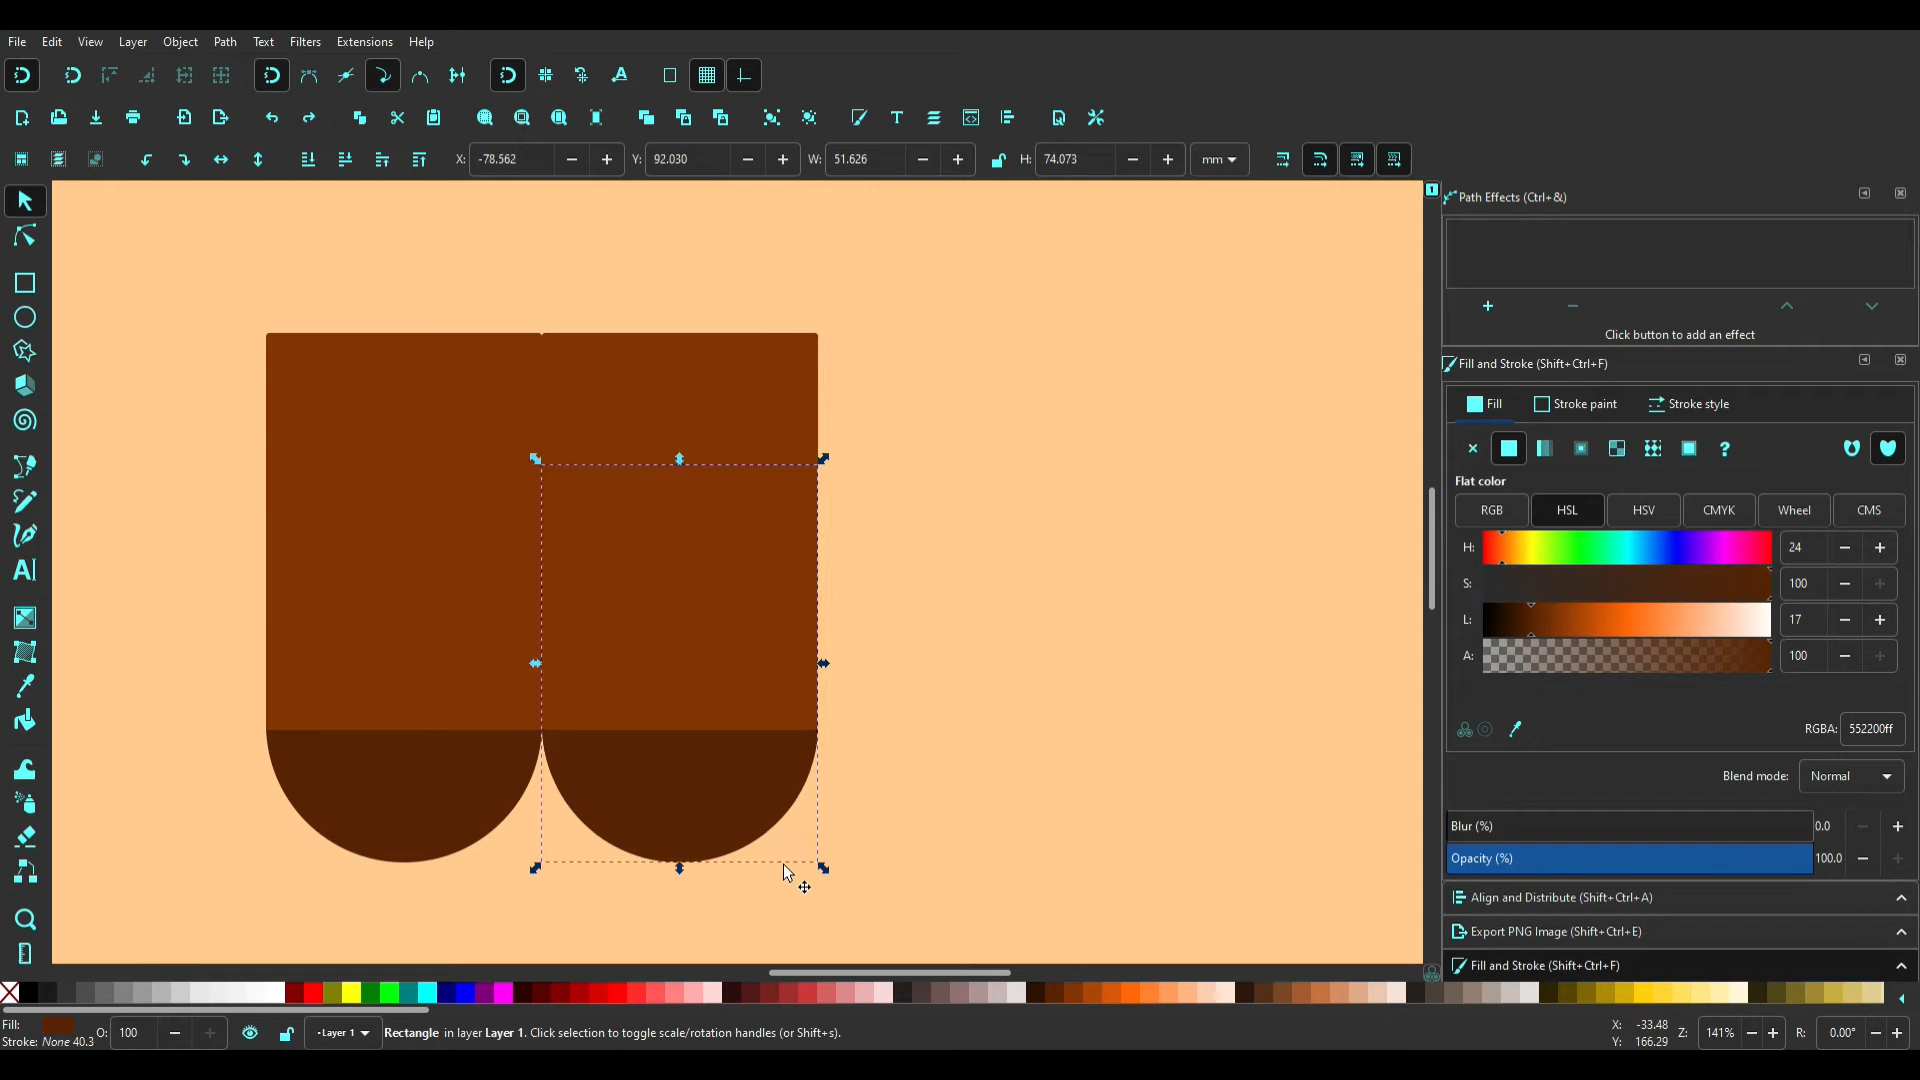 File Edit View Layer Object Path Text Filters Extensions Help
X: -78.562 Y: 92.030 W: 51.626 H: 74.073 mm
Path Effects (Ctrl+&)
Click button to add an effect
Fill and Stroke (Shift+Ctrl+F)
Fill Stroke paint Stroke style
Flat color
RGB HSL HSV CMYK Wheel CMS
H: 24
S: 100
L: 17
A: 100
RGBA: 552200ff
Blend mode: Normal
Blur (%) 0.0
Opacity (%) 100.0
Align and Distribute (Shift+Ctrl+A)
Export PNG Image (Shift+Ctrl+E)
Fill and Stroke (Shift+Ctrl+F)
Fill:
Stroke: None 40.3
O: 100
Layer 1
Rectangle in layer Layer 1. Click selection to toggle scale/rotation handles (or Shift+s).
X: -33.48
Y: 166.29
Z: 141%
R: 0.00°